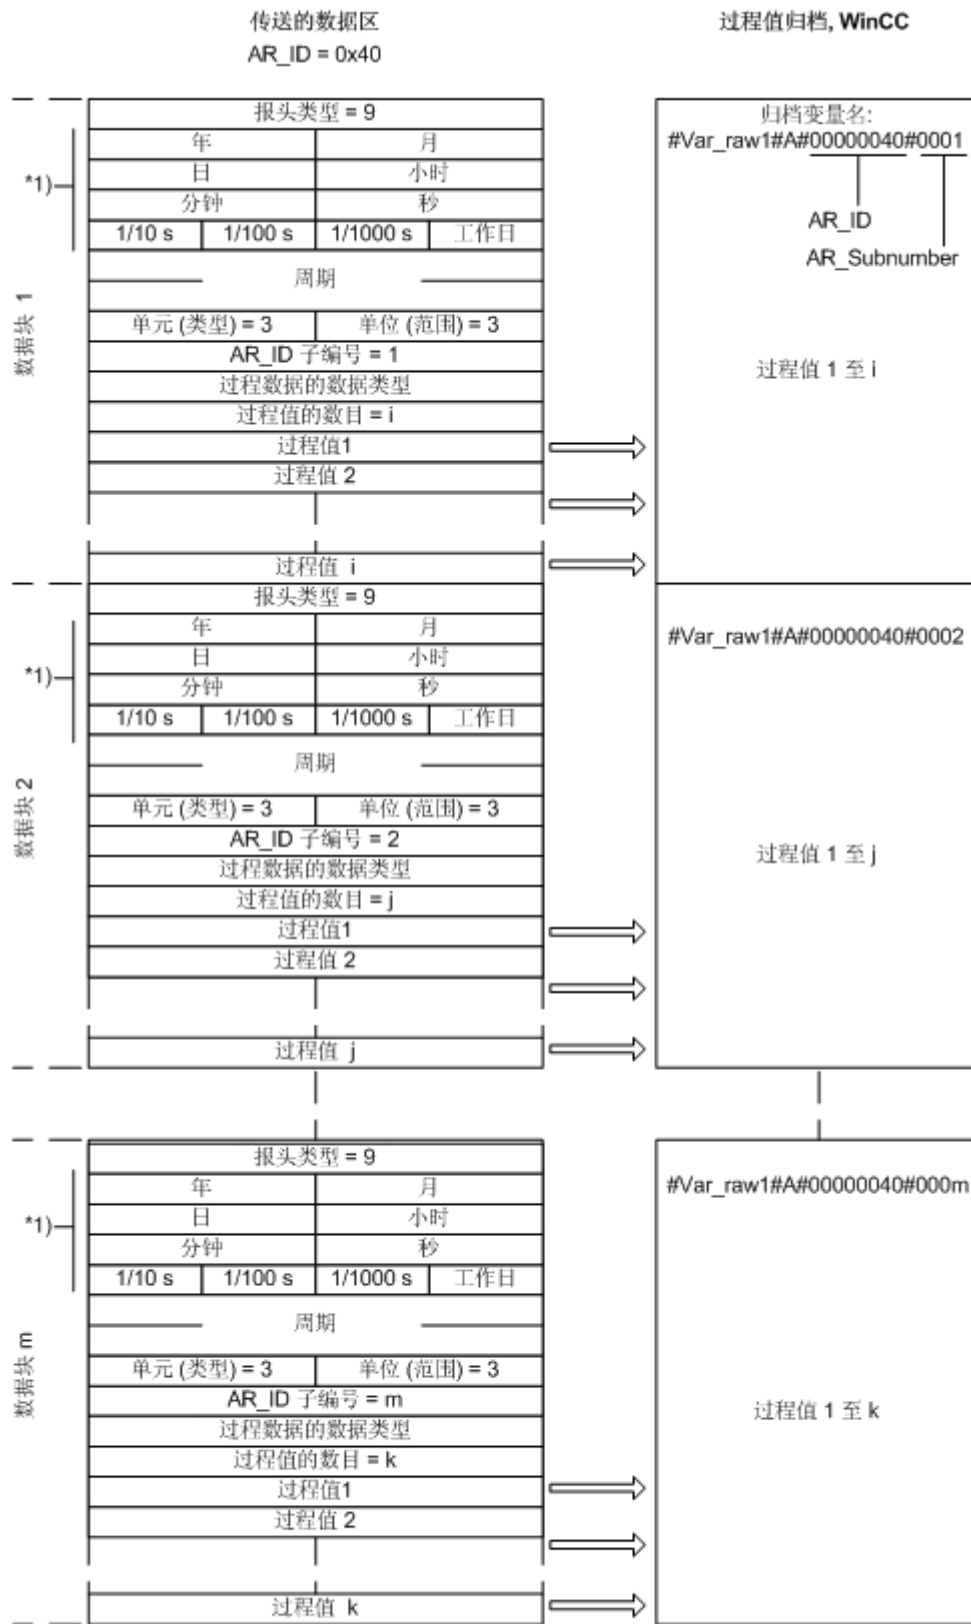 传送的数据区
AR_ID = 0x40
过程值归档, WinCC
数据块 1
*1)
报头类型 = 9
年 月
日 小时
分钟 秒
1/10 s 1/100 s 1/1000 s 工作日
周期
单元 (类型) = 3 单位 (范围) = 3
AR_ID 子编号 = 1
过程数据的数据类型
过程值的数目 = i
过程值1
过程值 2
过程值 i
归档变量名:
#Var_raw1#A#00000040#0001
AR_ID
AR_Subnumber
过程值 1 至 i
数据块 2
*1)
报头类型 = 9
年 月
日 小时
分钟 秒
1/10 s 1/100 s 1/1000 s 工作日
周期
单元 (类型) = 3 单位 (范围) = 3
AR_ID 子编号 = 2
过程数据的数据类型
过程值的数目 = j
过程值1
过程值 2
过程值 j
#Var_raw1#A#00000040#0002
过程值 1 至 j
数据块 m
*1)
报头类型 = 9
年 月
日 小时
分钟 秒
1/10 s 1/100 s 1/1000 s 工作日
周期
单元 (类型) = 3 单位 (范围) = 3
AR_ID 子编号 = m
过程数据的数据类型
过程值的数目 = k
过程值1
过程值 2
过程值 k
#Var_raw1#A#00000040#000m
过程值 1 至 k